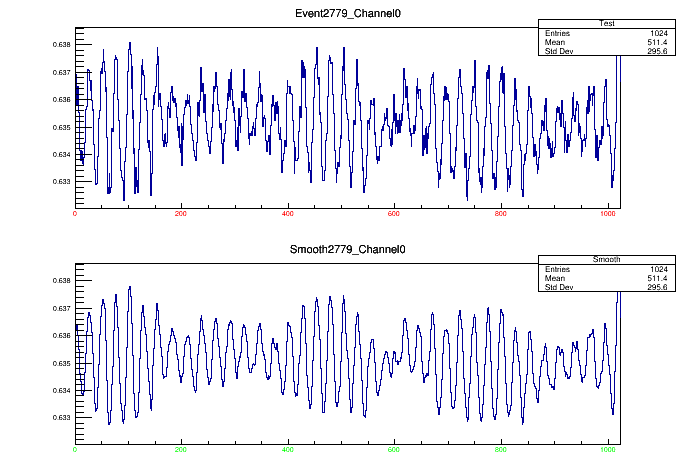 Event2779_Channel0
Test
Entries 1024
Mean 511.4
Std Dev 295.6
0.638
0.637
0.636
0.635
0.634
0.633
0 200 400 600 800 1000
Smooth2779_Channel0
Smooth
Entries 1024
Mean 511.4
Std Dev 295.6
0.638
0.637
0.636
0.635
0.634
0.633
0 200 400 600 800 1000